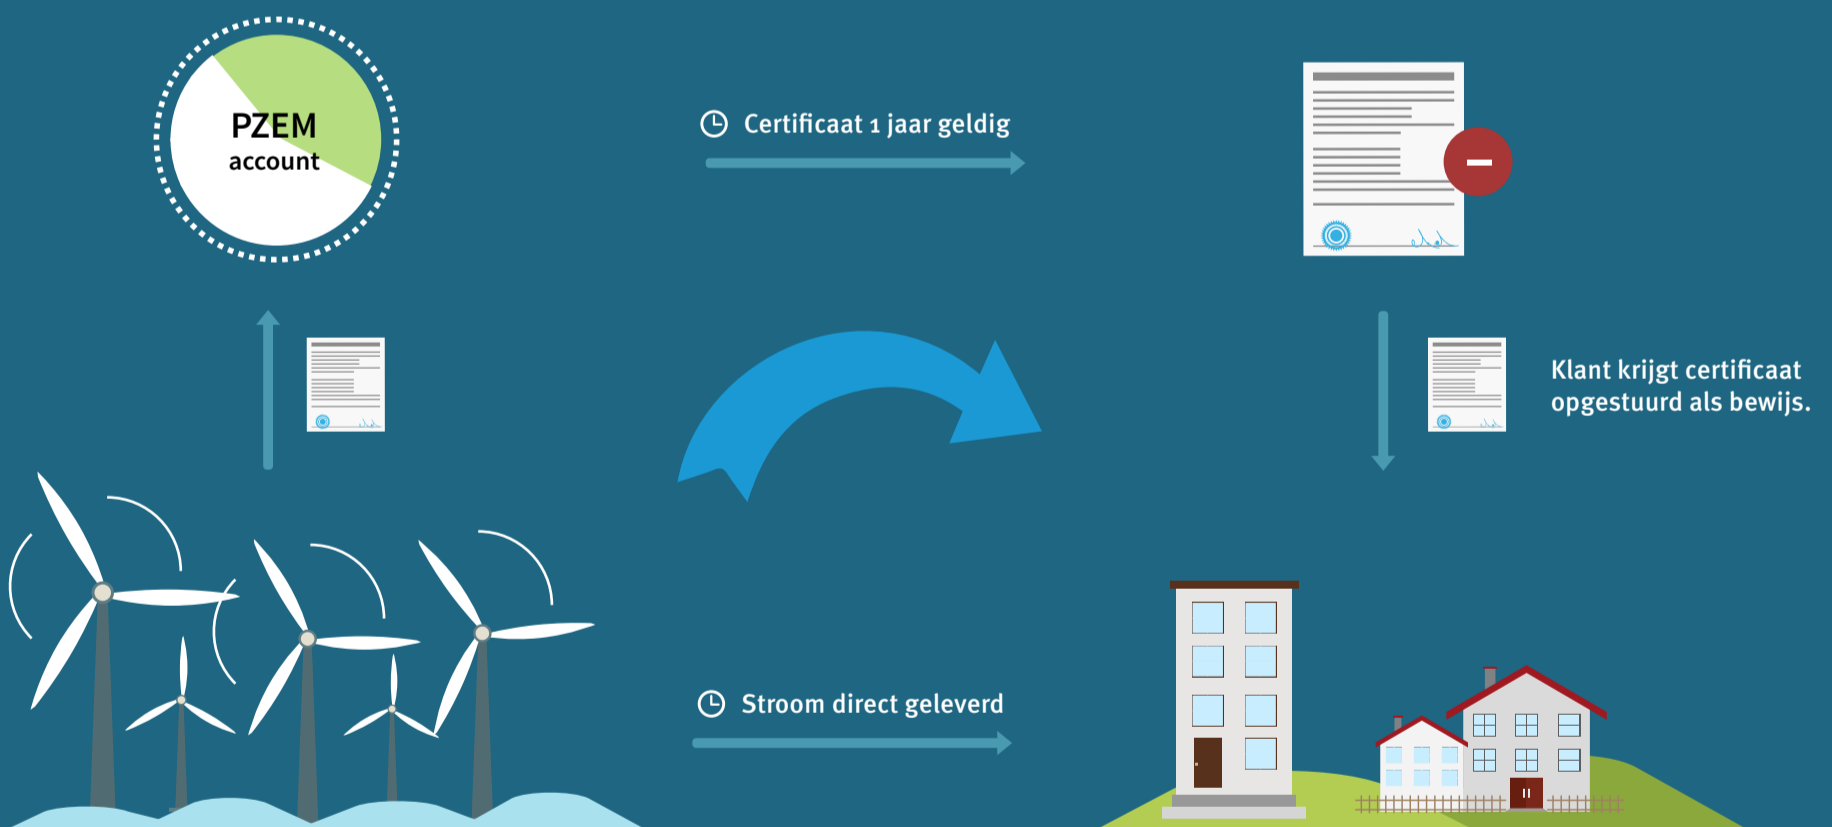 PZEM
account
Certificaat 1 jaar geldig
Klant krijgt certificaat
opgestuurd als bewijs.
Stroom direct geleverd